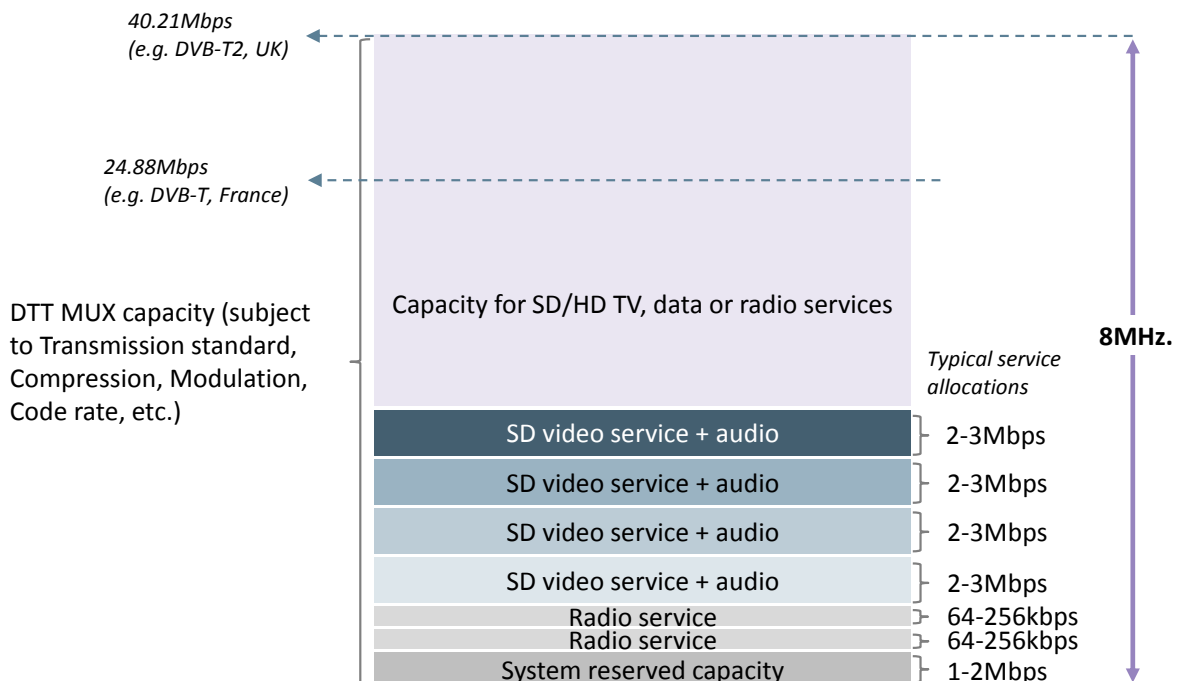 40.21Mbps
(e.g. DVB-T2, UK)
24.88Mbps
(e.g. DVB-T, France)
DTT MUX capacity (subject
to Transmission standard,
Compression, Modulation,
Code rate, etc.)
Capacity for SD/HD TV, data or radio services
8MHz.
Typical service
allocations
SD video service + audio
2-3Mbps
SD video service + audio
2-3Mbps
SD video service + audio
2-3Mbps
SD video service + audio
2-3Mbps
Radio service
64-256kbps
Radio service
64-256kbps
System reserved capacity
1-2Mbps